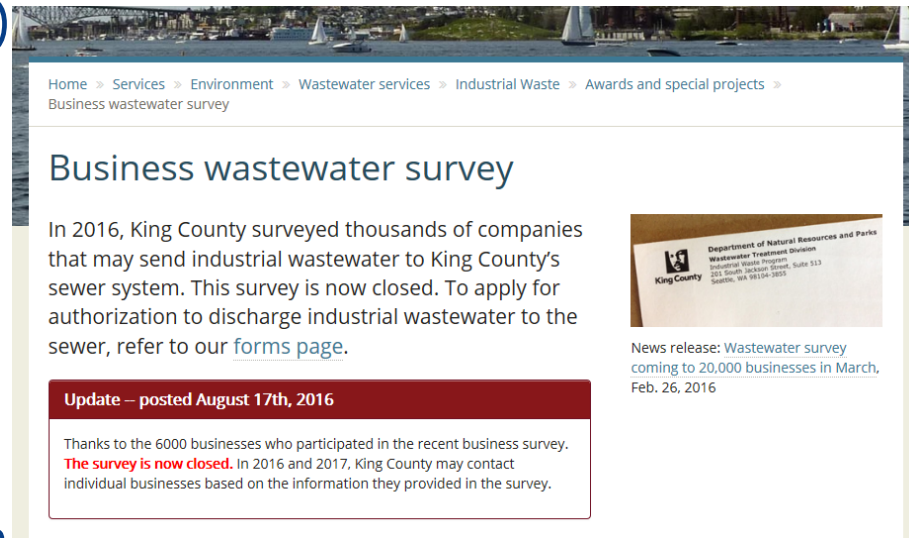 Home » Services » Environment » Wastewater services » Industrial Waste » Awards and special projects »
Business wastewater survey
Business wastewater survey
In 2016, King County surveyed thousands of companies
that may send industrial wastewater to King County's
sewer system. This survey is now closed. To apply for
authorization to discharge industrial wastewater to the
sewer, refer to our forms page.
King County
Department of Natural Resources and Parks
Wastewater Treatment Division
Industrial Waste Program
201 South Jackson Street, Suite 513
Seattle, WA 98104-3855
News release: Wastewater survey
coming to 20,000 businesses in March,
Feb. 26, 2016
Update -- posted August 17th, 2016
Thanks to the 6000 businesses who participated in the recent business survey.
The survey is now closed. In 2016 and 2017, King County may contact
individual businesses based on the information they provided in the survey.